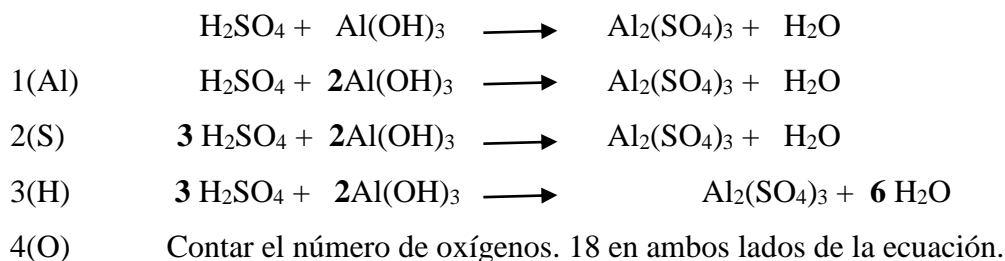 H₂SO₄ + Al(OH)₃ ⟶ Al₂(SO₄)₃ + H₂O
1(Al) H₂SO₄ + 2Al(OH)₃ ⟶ Al₂(SO₄)₃ + H₂O
2(S) 3 H₂SO₄ + 2Al(OH)₃ ⟶ Al₂(SO₄)₃ + H₂O
3(H) 3 H₂SO₄ + 2Al(OH)₃ ⟶ Al₂(SO₄)₃ + 6 H₂O
4(O) Contar el número de oxígenos. 18 en ambos lados de la ecuación.